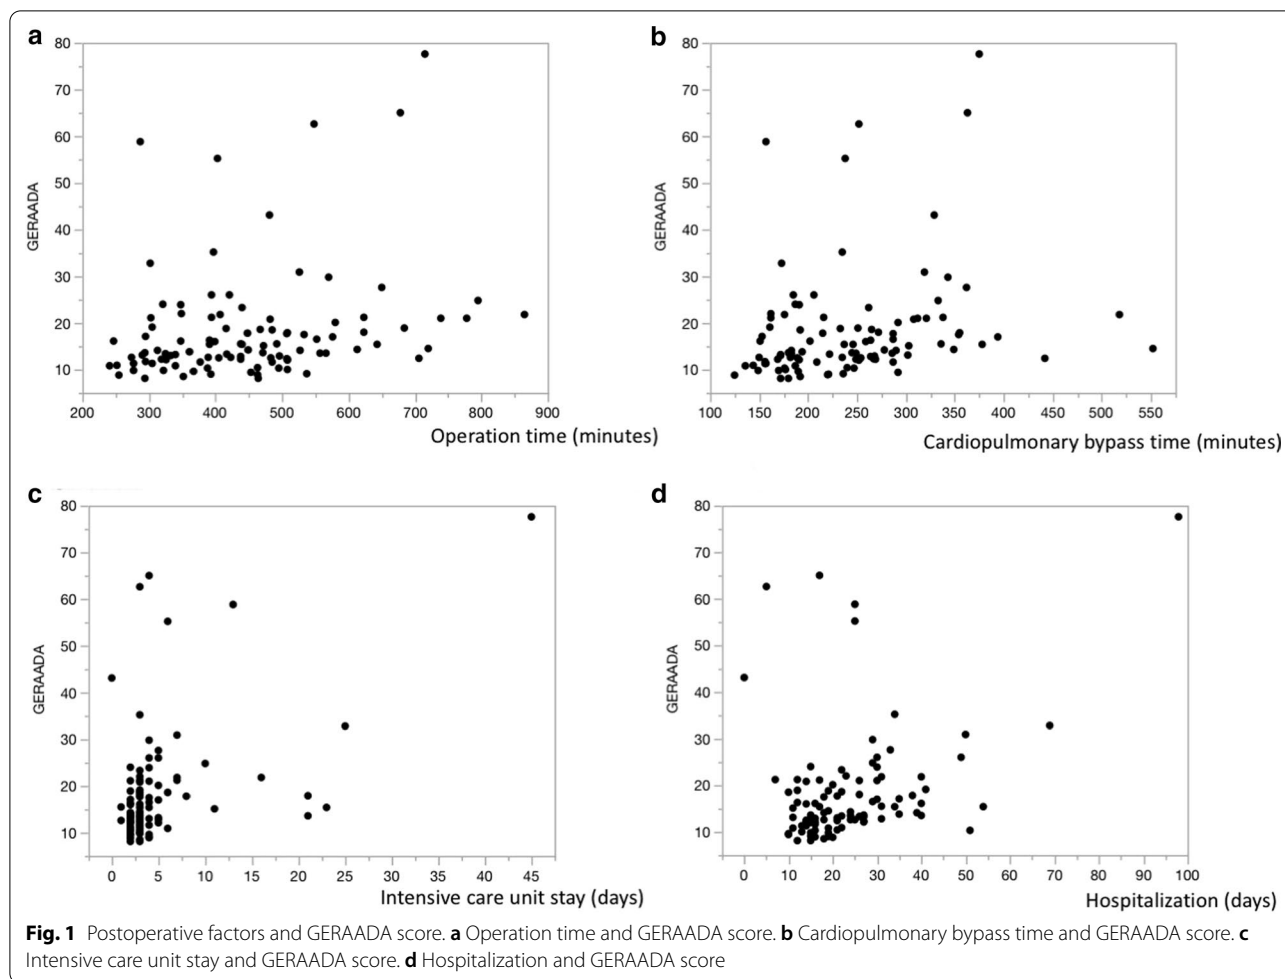 a
80
70
60
50
40
30
20
10
GERAADA
200 300 400 500 600 700 800 900
Operation time (minutes)
b
80
70
60
50
40
30
20
10
GERAADA
100 150 200 250 300 350 400 450 500 550
Cardiopulmonary bypass time (minutes)
c
80
70
60
50
40
30
20
10
GERAADA
0 5 10 15 20 25 30 35 40 45
Intensive care unit stay (days)
d
80
70
60
50
40
30
20
10
GERAADA
0 10 20 30 40 50 60 70 80 90 100
Hospitalization (days)
Fig. 1 Postoperative factors and GERAADA score. a Operation time and GERAADA score. b Cardiopulmonary bypass time and GERAADA score. c
Intensive care unit stay and GERAADA score. d Hospitalization and GERAADA score